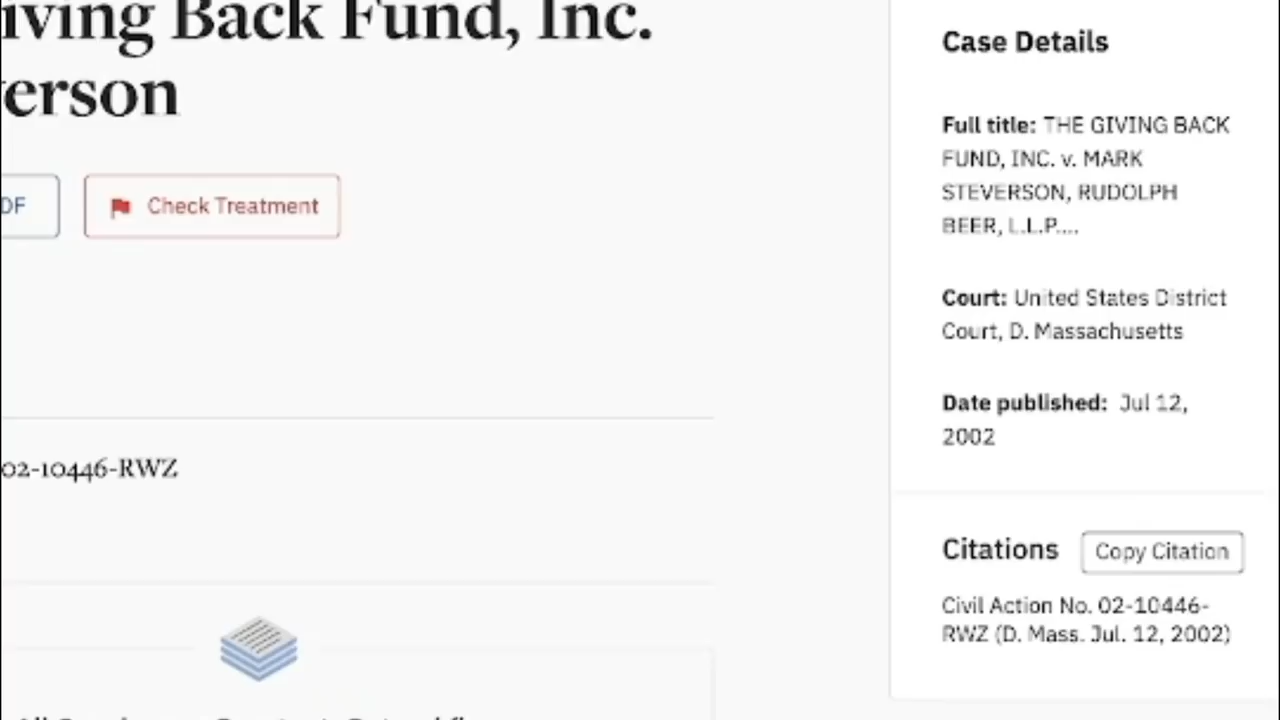 iving Back Fund, Inc.
verson
DF
Check Treatment
02-10446-RWZ
Case Details
Full title: THE GIVING BACK
FUND, INC. v. MARK
STEVERSON, RUDOLPH
BEER, L.L.P....
Court: United States District
Court, D. Massachusetts
Date published: Jul 12,
2002
Citations
Copy Citation
Civil Action No. 02-10446-
RWZ (D. Mass. Jul. 12, 2002)